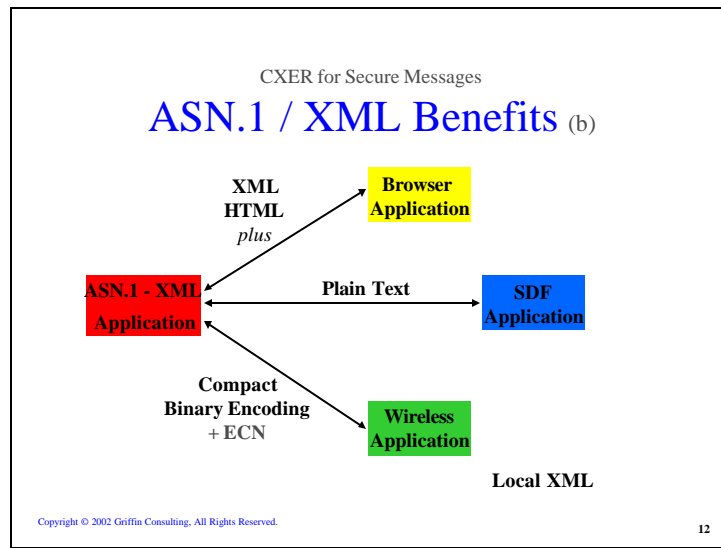 CXER for Secure Messages
ASN.1 / XML Benefits (b)
XML
HTML
plus
Browser
Application
ASN.1 - XML
Application
Plain Text
SDF
Application
Compact
Binary Encoding
+ ECN
Wireless
Application
Local XML
Copyright © 2002 Griffin Consulting, All Rights Reserved.
12